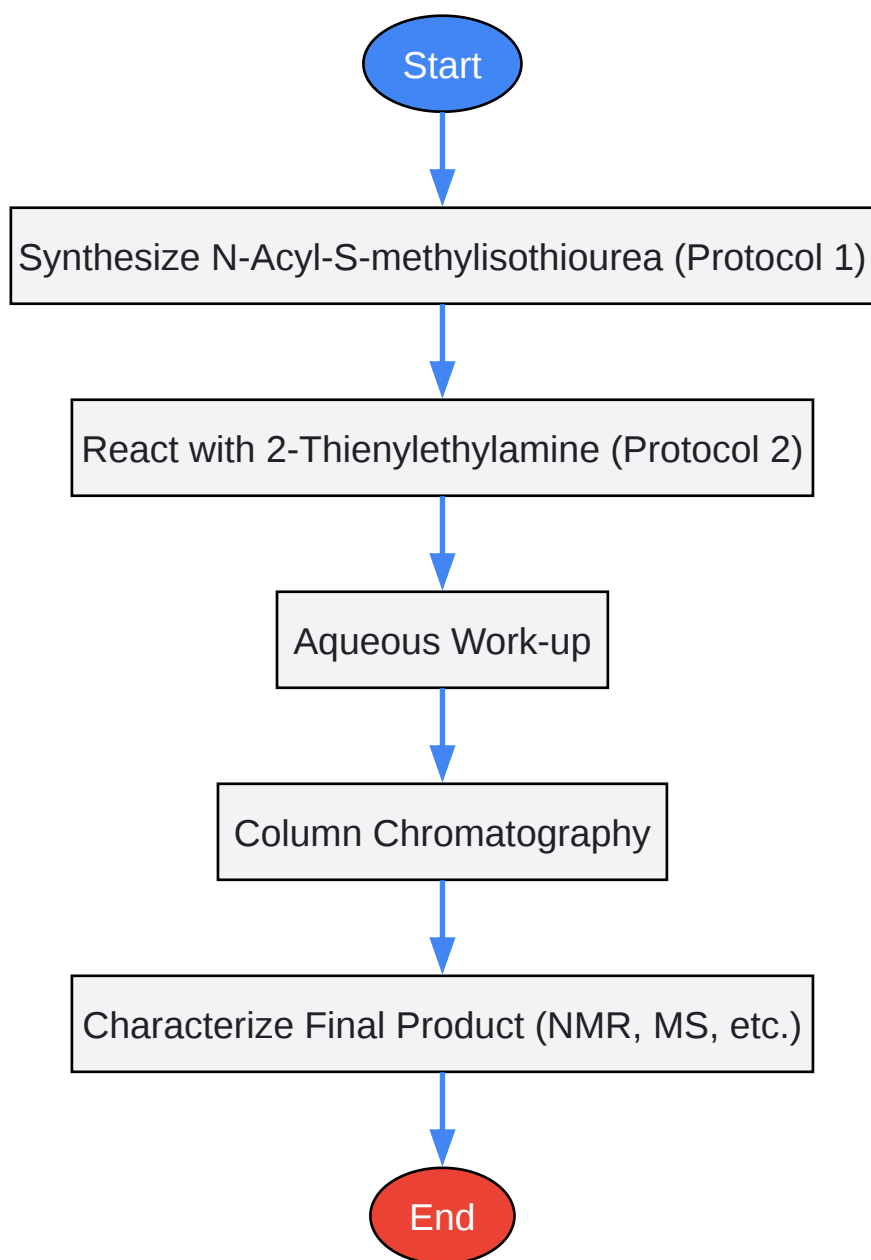 Start
Synthesize N-Acyl-S-methylisothiourea (Protocol 1)
React with 2-Thienylethylamine (Protocol 2)
Aqueous Work-up
Column Chromatography
Characterize Final Product (NMR, MS, etc.)
End